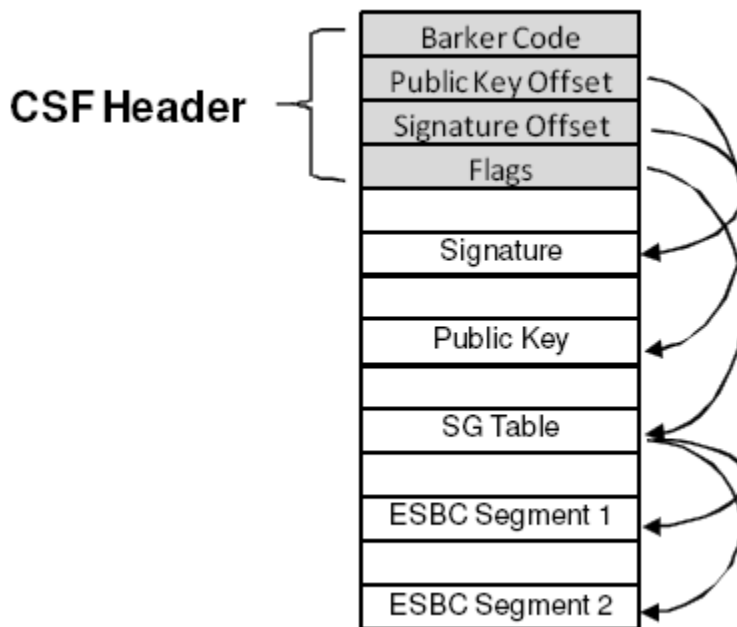 Barker Code
CSF Header
Public Key Offset
Signature Offset
Flags
Signature
Public Key
SG Table
ESBC Segment 1
ESBC Segment 2